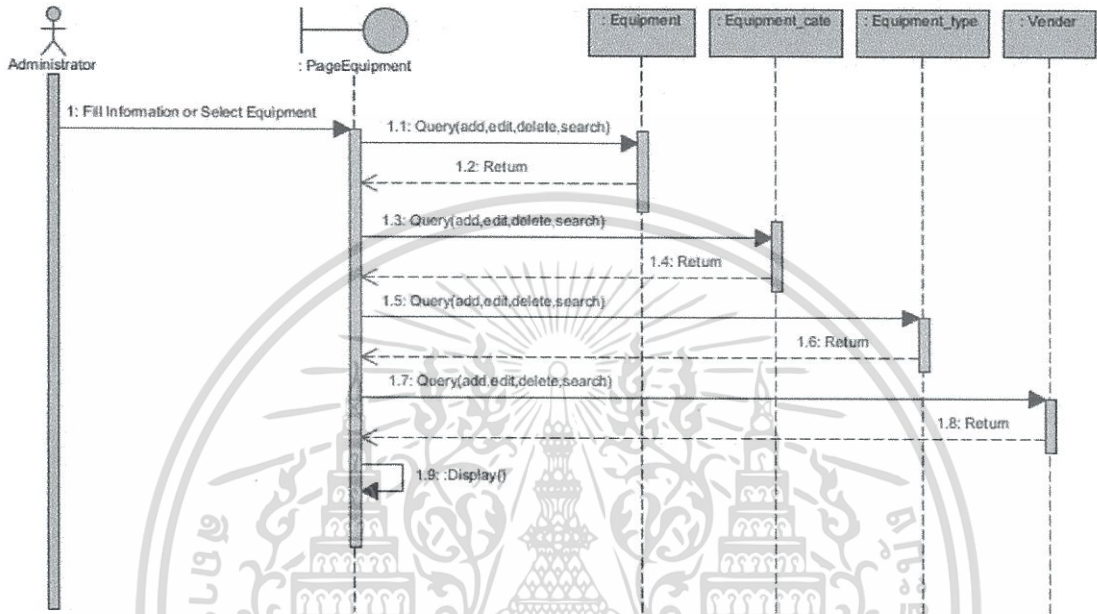 Administrator
: PageEquipment
: Equipment
: Equipment_cate
: Equipment_type
: Vender
1: Fill Information or Select Equipment
1.1: Query(add,edit,delete,search)
1.2: Return
1.3: Query(add,edit,delete,search)
1.4: Return
1.5: Query(add,edit,delete,search)
1.6: Return
1.7: Query(add,edit,delete,search)
1.8: Return
1.9: :Display()